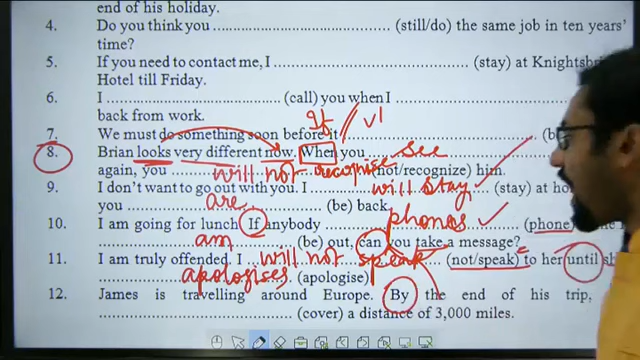 end of his holiday.
4. Do you think you .............................................. (still/do) the same job in ten years'
time?
5. If you need to contact me, I .............................................. (stay) at Knightsbri
Hotel till Friday.
6. I .............................................. (call) you when I ..............................................
back from work.
If v1
7. We must do something soon before it .............................................. (b
8. Brian looks very different now. When you ........ see
again, you ........ will not recognise (not/recognize) him.
9. I don't want to go out with you. I ........ will stay (stay) at ho
you ........ are ........ (be) back.
10. I am going for lunch. If anybody ........ phones ........ (phone)
........ am ........ (be) out, can you take a message?
11. I am truly offended. I ... will not speak ... (not/speak) to her until sh
........ apologises ........ (apologise)
12. James is travelling around Europe. By the end of his trip,
.............................................. (cover) a distance of 3,000 miles.